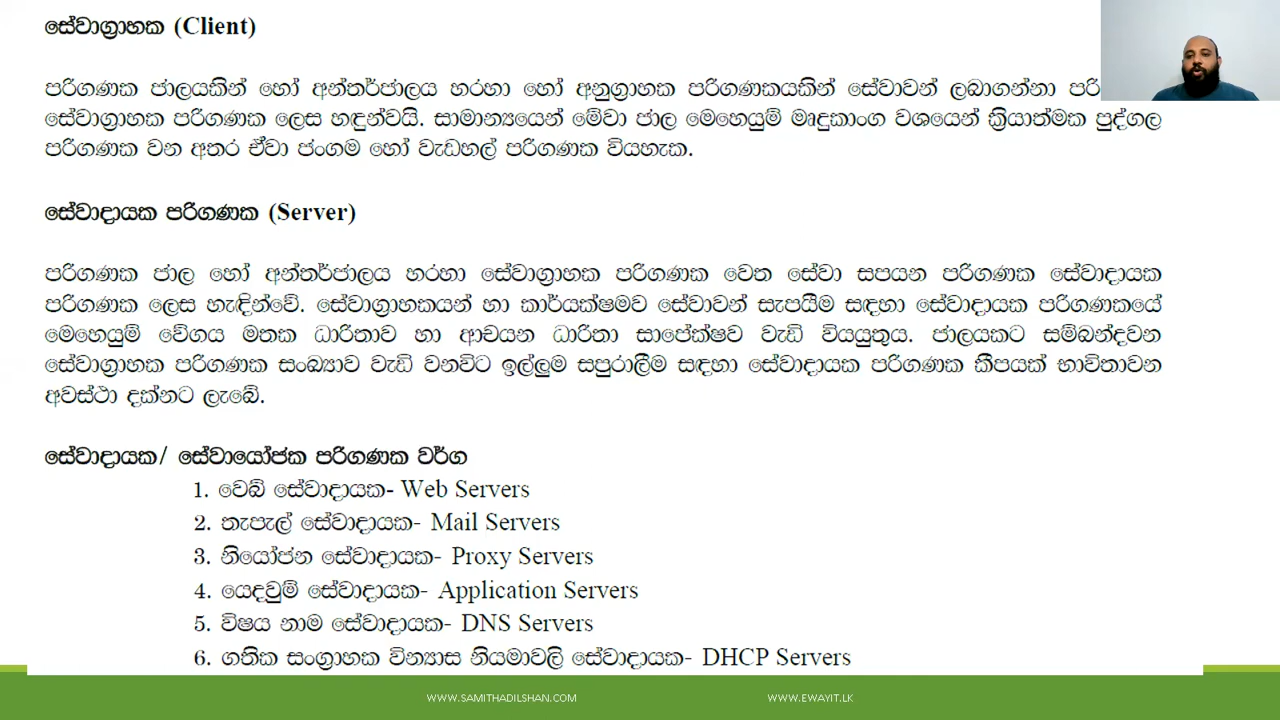 සේවාග්‍රාහක (Client)
පරිගණක ජාලයකින් හෝ අන්තර්ජාලය හරහා හෝ අනුග්‍රාහක පරිගණකයකින් සේවාවන් ලබාගන්නා
සේවාග්‍රාහක පරිගණක ලෙස හඳුන්වයි. සාමාන්‍යයෙන් මේවා ජාල මෙහෙයුම් මෘදුකාංග වශයෙන් ක්‍රියාත්මක පුද්ගල
පරිගණක වන අතර ඒවා ජංගම හෝ වැඩහල් පරිගණක වියහැක.
සේවාදායක පරිගණක (Server)
පරිගණක ජාල හෝ අන්තර්ජාලය හරහා සේවාග්‍රාහක පරිගණක වෙත සේවා සපයන පරිගණක සේවාදායක
පරිගණක ලෙස හැඳින්වේ. සේවාග්‍රාහකයන් හා කාර්යක්ෂමව සේවාවන් සැපයීම සඳහා සේවාදායක පරිගණකයේ
මෙහෙයුම් වේගය මතක ධාරිතාව හා ආචයන ධාරිතා සාපේක්ෂව වැඩි වියයුතුය. ජාලයකට සම්බන්දවන
සේවාග්‍රාහක පරිගණක සංඛ්‍යාව වැඩි වනවිට ඉල්ලුම සපුරාලීම සඳහා සේවාදායක පරිගණක කීපයක් භාවිතාවන
අවස්ථා දක්නට ලැබේ.
සේවාදායක/ සේවායෝජක පරිගණක වර්ග
1. වෙබ් සේවාදායක- Web Servers
2. තැපැල් සේවාදායක- Mail Servers
3. නියෝජන සේවාදායක- Proxy Servers
4. යෙදවුම් සේවාදායක- Application Servers
5. විෂය නාම සේවාදායක- DNS Servers
6. ගතික සංග්‍රාහක වින්‍යාස නියමාවලි සේවාදායක- DHCP Servers
WWW.SAMITHADILSHAN.COM WWW.EWAYIT.LK